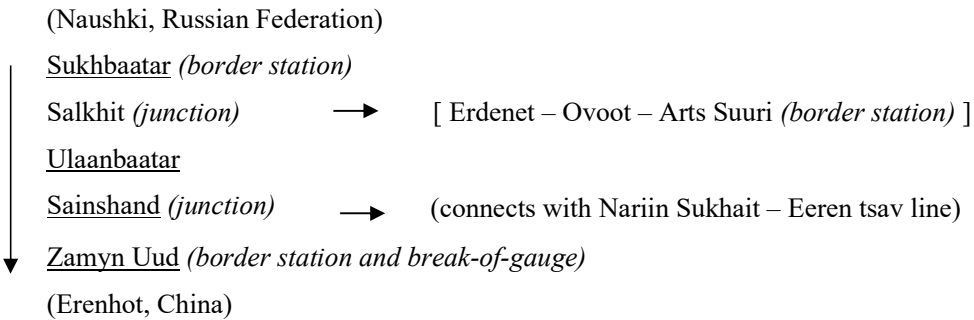 (Naushki, Russian Federation)
Sukhbaatar (border station)
Salkhit (junction) → [ Erdenet – Ovoot – Arts Suuri (border station) ]
Ulaanbaatar
Sainshand (junction) → (connects with Nariin Sukhait – Eeren tsav line)
Zamyn Uud (border station and break-of-gauge)
(Erenhot, China)